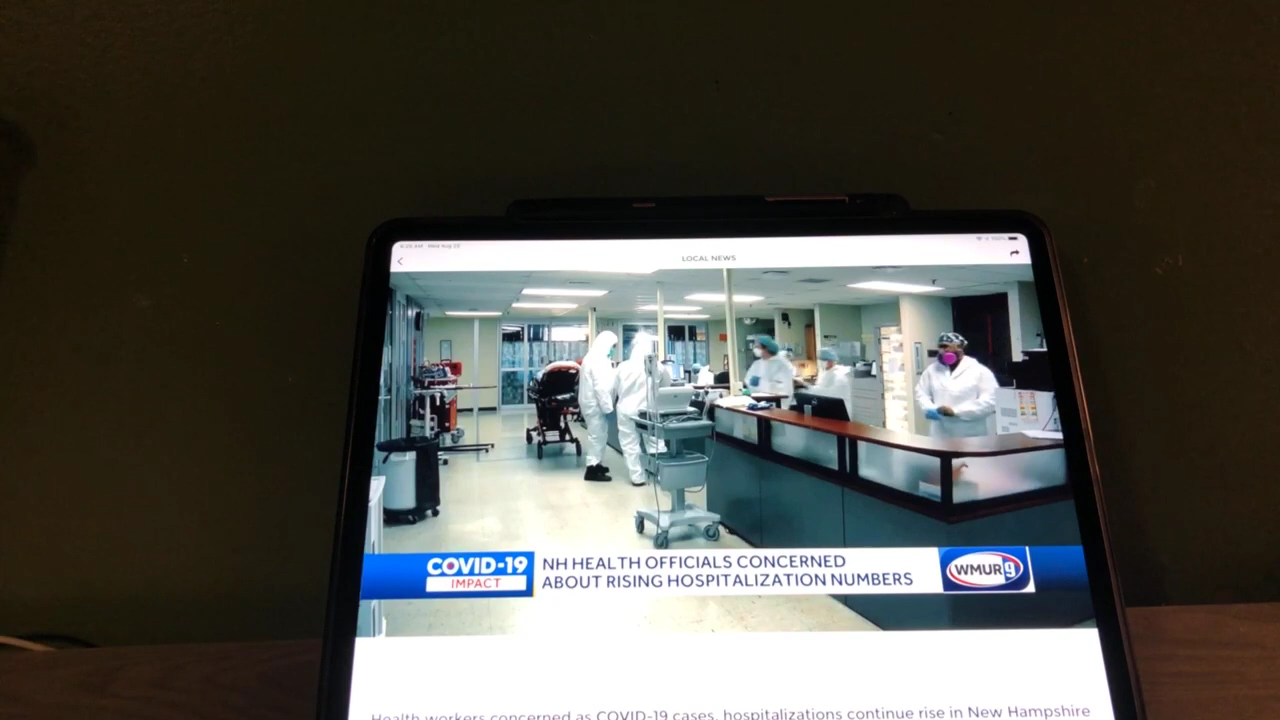 LOCAL NEWS
COVID-19
IMPACT
NH HEALTH OFFICIALS CONCERNED
ABOUT RISING HOSPITALIZATION NUMBERS
WMUR 9
Health workers concerned as COVID-19 cases, hospitalizations continue rise in New Hampshire